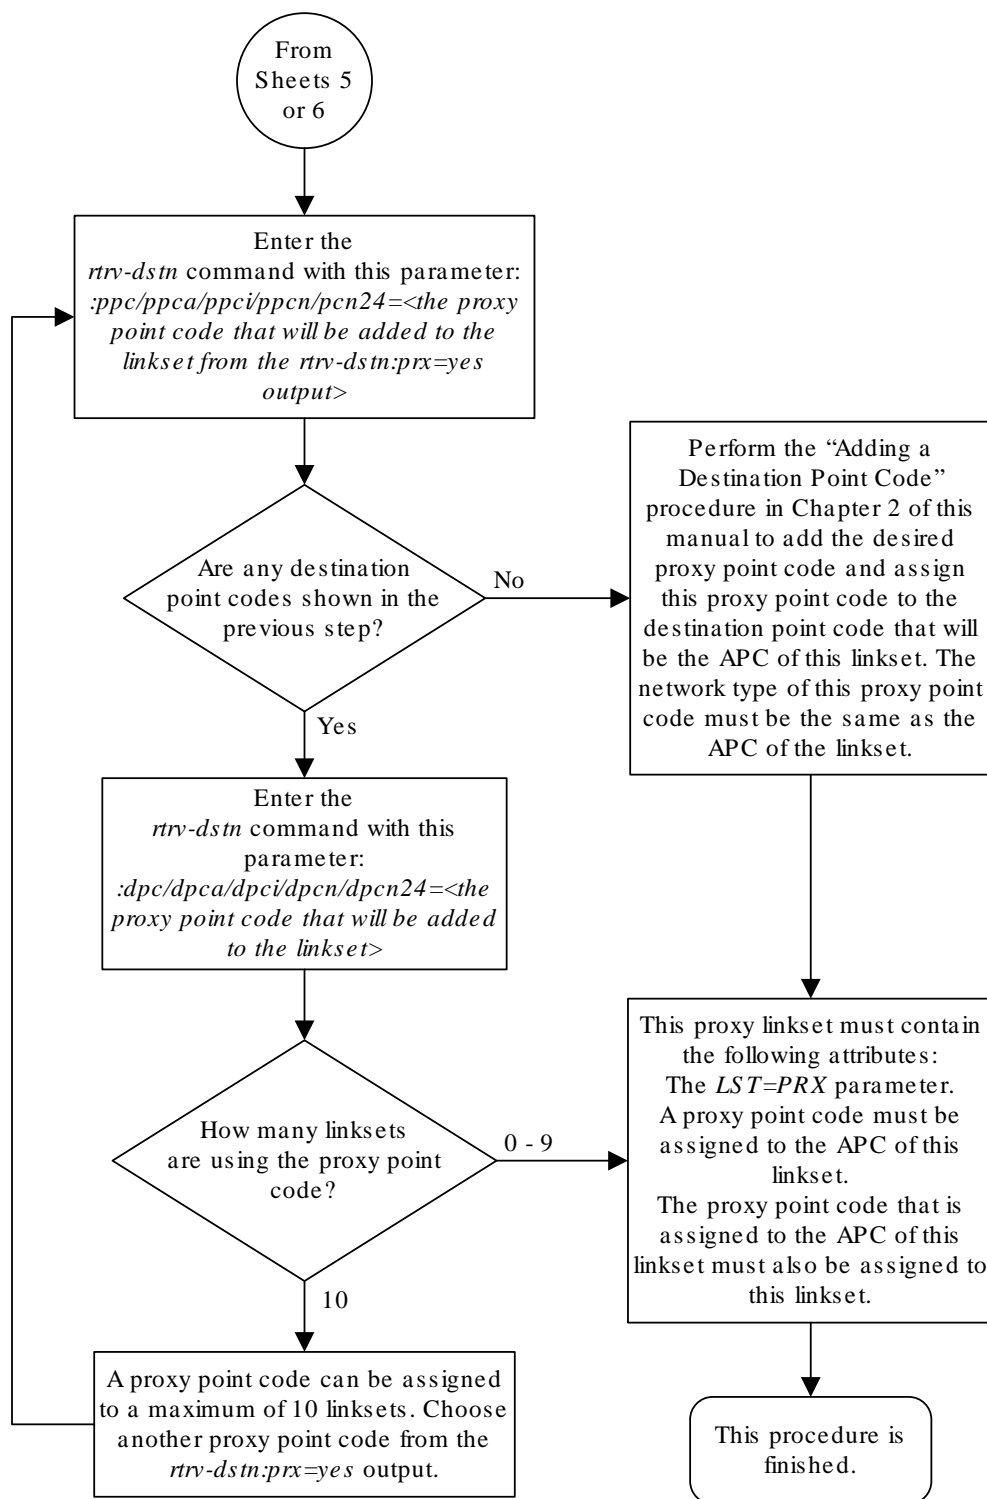 From
Sheets 5
or 6
Enter the
rtrv-dstn command with this parameter:
:ppc/ppca/ppci/ppcn/pcn24=<the proxy
point code that will be added to the
linkset from the rtrv-dstn:prx=yes
output>
Are any destination
point codes shown in the
previous step?
No
Yes
Perform the “Adding a
Destination Point Code”
procedure in Chapter 2 of this
manual to add the desired
proxy point code and assign
this proxy point code to the
destination point code that will
be the APC of this linkset. The
network type of this proxy point
code must be the same as the
APC of the linkset.
Enter the
rtrv-dstn command with this
parameter:
:dpc/dpca/dpci/dpcn/dpcn24=<the
proxy point code that will be added
to the linkset>
How many linksets
are using the proxy point
code?
0 - 9
10
This proxy linkset must contain
the following attributes:
The LST=PRX parameter.
A proxy point code must be
assigned to the APC of this
linkset.
The proxy point code that is
assigned to the APC of this
linkset must also be assigned to
this linkset.
A proxy point code can be assigned
to a maximum of 10 linksets. Choose
another proxy point code from the
rtrv-dstn:prx=yes output.
This procedure is
finished.